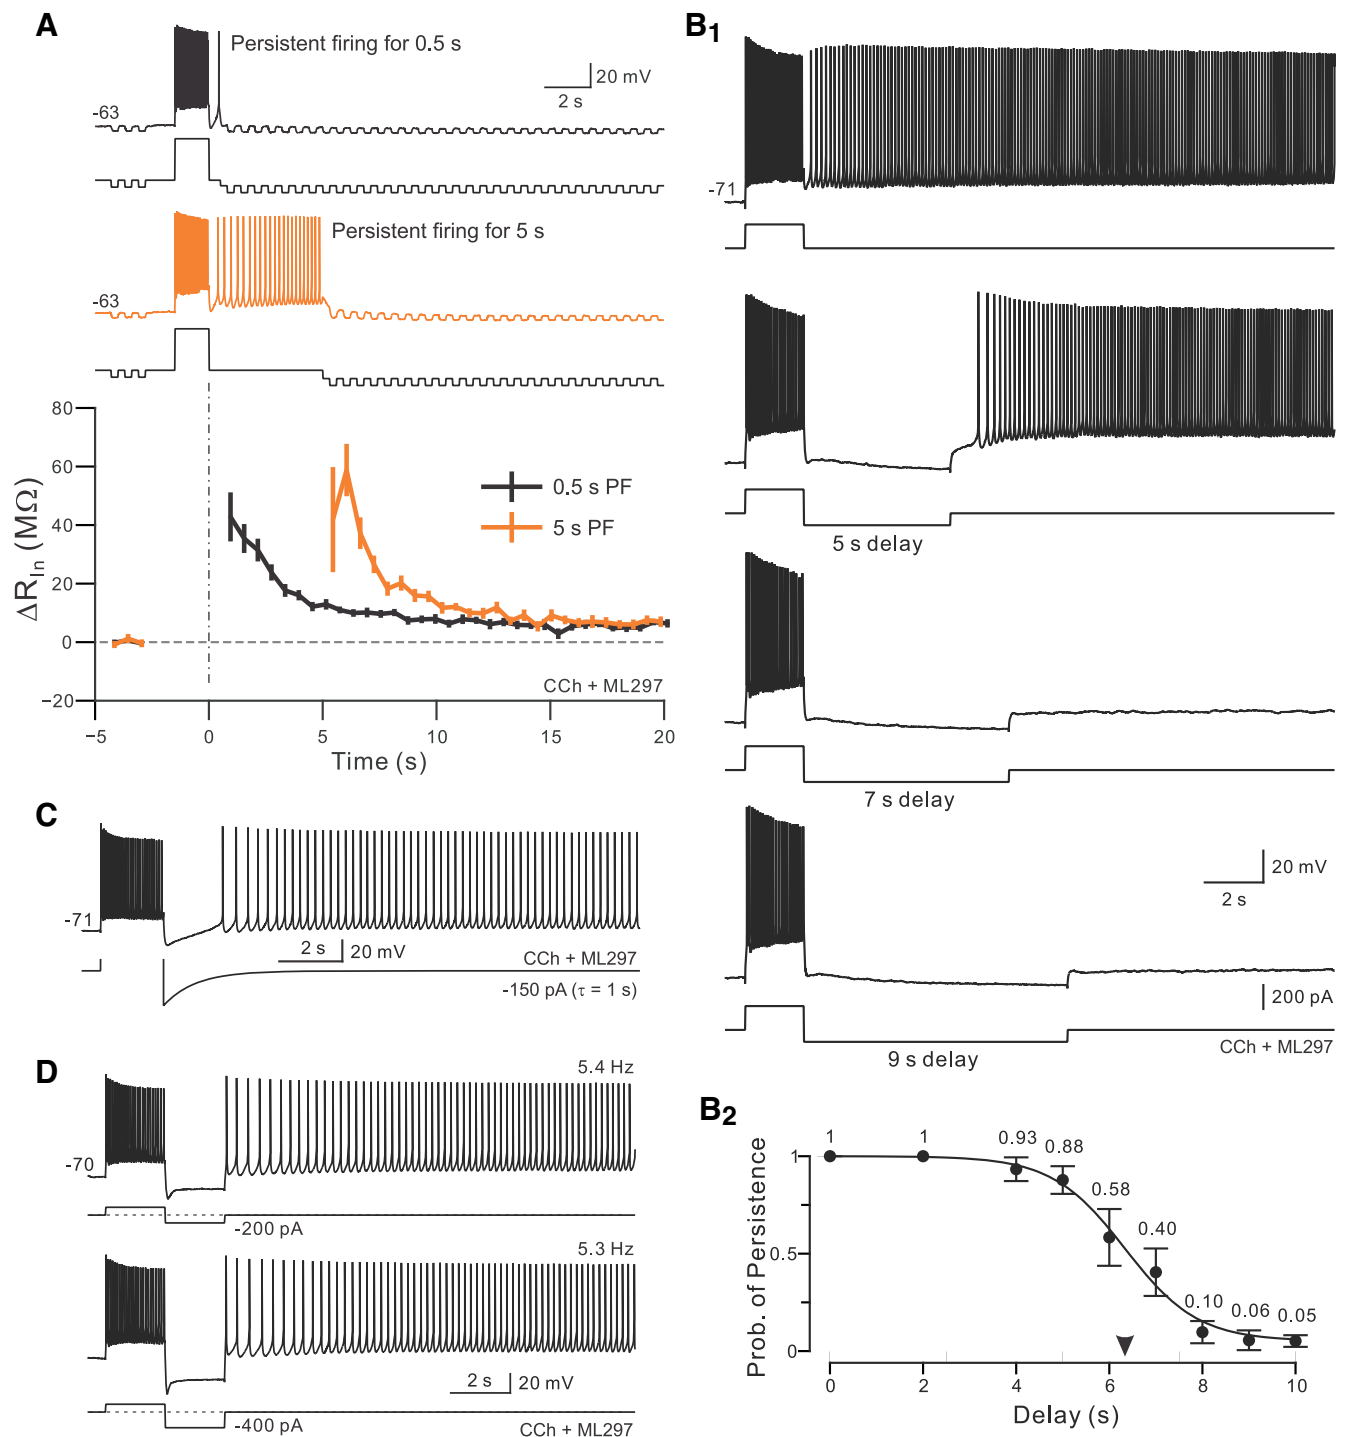 A
Persistent firing for 0.5 s
20 mV
2 s
-63
Persistent firing for 5 s
-63
80
60
40
20
0
−20
ΔRIn (MΩ)
0.5 s PF
5 s PF
CCh + ML297
−5
0
5
10
15
20
Time (s)
B1
-71
5 s delay
7 s delay
20 mV
2 s
200 pA
9 s delay
CCh + ML297
C
-71
2 s
20 mV
CCh + ML297
-150 pA (τ = 1 s)
D
5.4 Hz
-70
-200 pA
5.3 Hz
2 s
20 mV
-400 pA
CCh + ML297
B2
1
1
0.93
0.88
0.58
0.40
0.10
0.06
0.05
1
0.5
0
Prob. of Persistence
0
2
4
6
8
10
Delay (s)